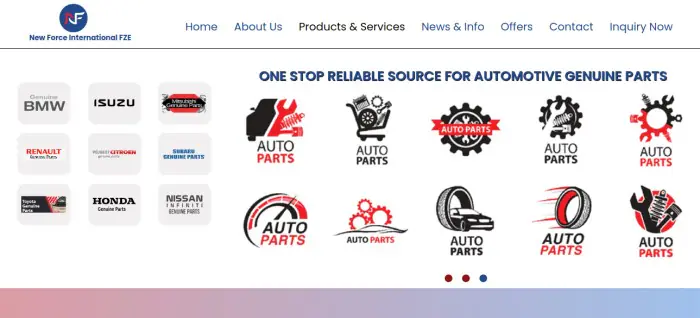 New Force International FZE
Home About Us Products & Services News & Info Offers Contact Inquiry Now
ONE STOP RELIABLE SOURCE FOR AUTOMOTIVE GENUINE PARTS
Genuine
BMW
ISUZU
Mitsubishi
Genuine Parts
RENAULT
Genuine Parts
PEUGEOT CITROËN
genuine parts
SUBARU
GENUINE PARTS
Toyota
Genuine
Parts
HONDA
Genuine Parts
NISSAN
INFINITI
GENUINE PARTS
AUTO
PARTS
AUTO
PARTS
AUTO PARTS
AUTO
PARTS
AUTO
PARTS
AUTO
PARTS
AUTO PARTS
AUTO
PARTS
AUTO
PARTS
AUTO
PARTS